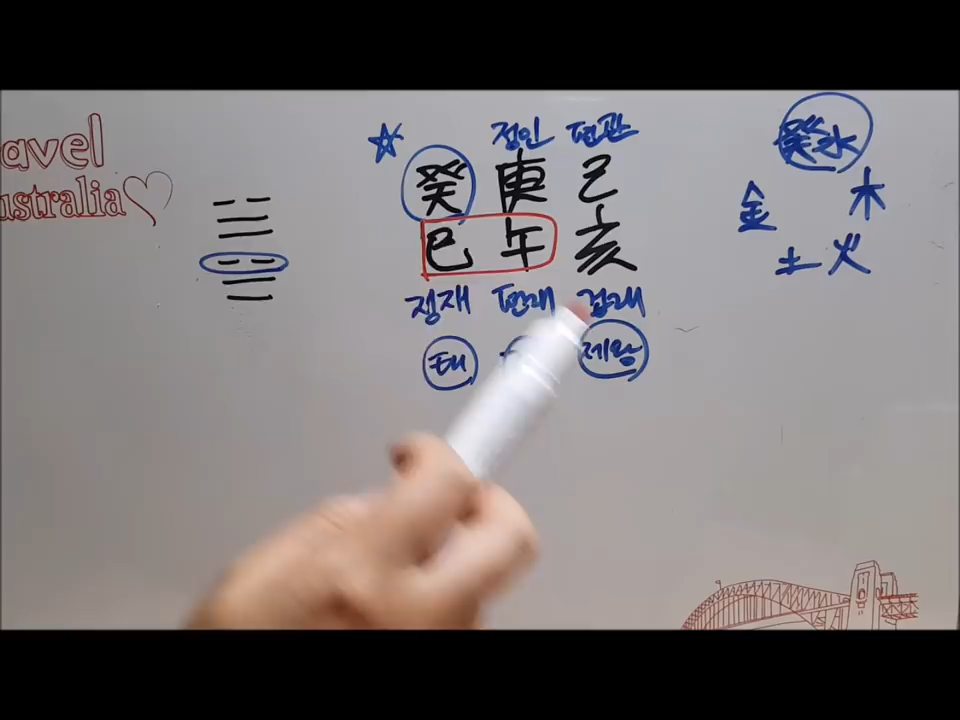 avel
ustralia
정인 편관
癸 庚 己
巳 午 亥
정재 편재 겁재
태 제왕
癸水
金 木
土 火